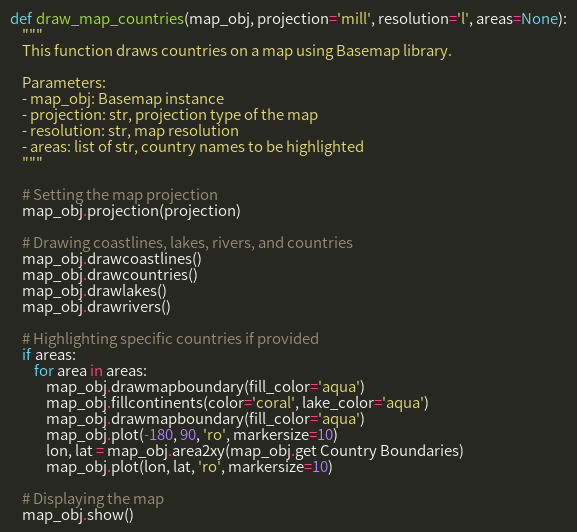 def draw_map_countries(map_obj, projection='mill', resolution='l', areas=None):
"""
This function draws countries on a map using Basemap library.
Parameters:
- map_obj: Basemap instance
- projection: str, projection type of the map
- resolution: str, map resolution
- areas: list of str, country names to be highlighted
"""
# Setting the map projection
map_obj.projection(projection)
# Drawing coastlines, lakes, rivers, and countries
map_obj.drawcoastlines()
map_obj.drawcountries()
map_obj.drawlakes()
map_obj.drawrivers()
# Highlighting specific countries if provided
if areas:
for area in areas:
map_obj.drawmapboundary(fill_color='aqua')
map_obj.fillcontinents(color='coral', lake_color='aqua')
map_obj.drawmapboundary(fill_color='aqua')
map_obj.plot(-180, 90, 'ro', markersize=10)
lon, lat = map_obj.area2xy(map_obj.get Country Boundaries)
map_obj.plot(lon, lat, 'ro', markersize=10)
# Displaying the map
map_obj.show()